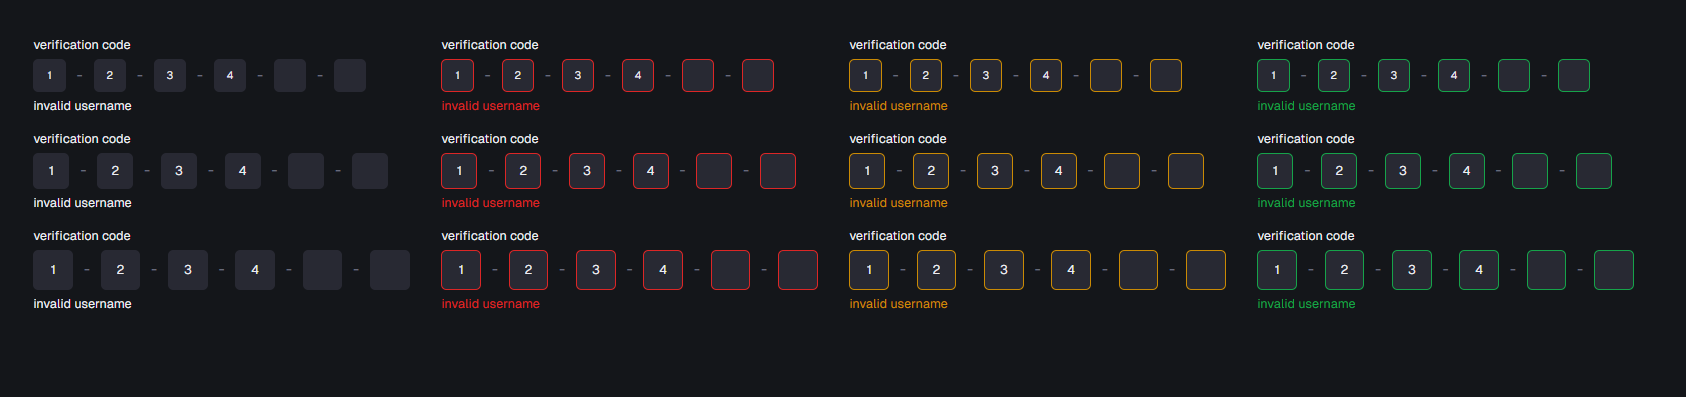 verification code verification code verification code verification code
1 - 2 - 3 - 4 - - 1 - 2 - 3 - 4 - - 1 - 2 - 3 - 4 - - 1 - 2 - 3 - 4 - -
invalid username invalid username invalid username invalid username
verification code verification code verification code verification code
1 - 2 - 3 - 4 - - 1 - 2 - 3 - 4 - - 1 - 2 - 3 - 4 - - 1 - 2 - 3 - 4 - -
invalid username invalid username invalid username invalid username
verification code verification code verification code verification code
1 - 2 - 3 - 4 - - 1 - 2 - 3 - 4 - - 1 - 2 - 3 - 4 - - 1 - 2 - 3 - 4 - -
invalid username invalid username invalid username invalid username